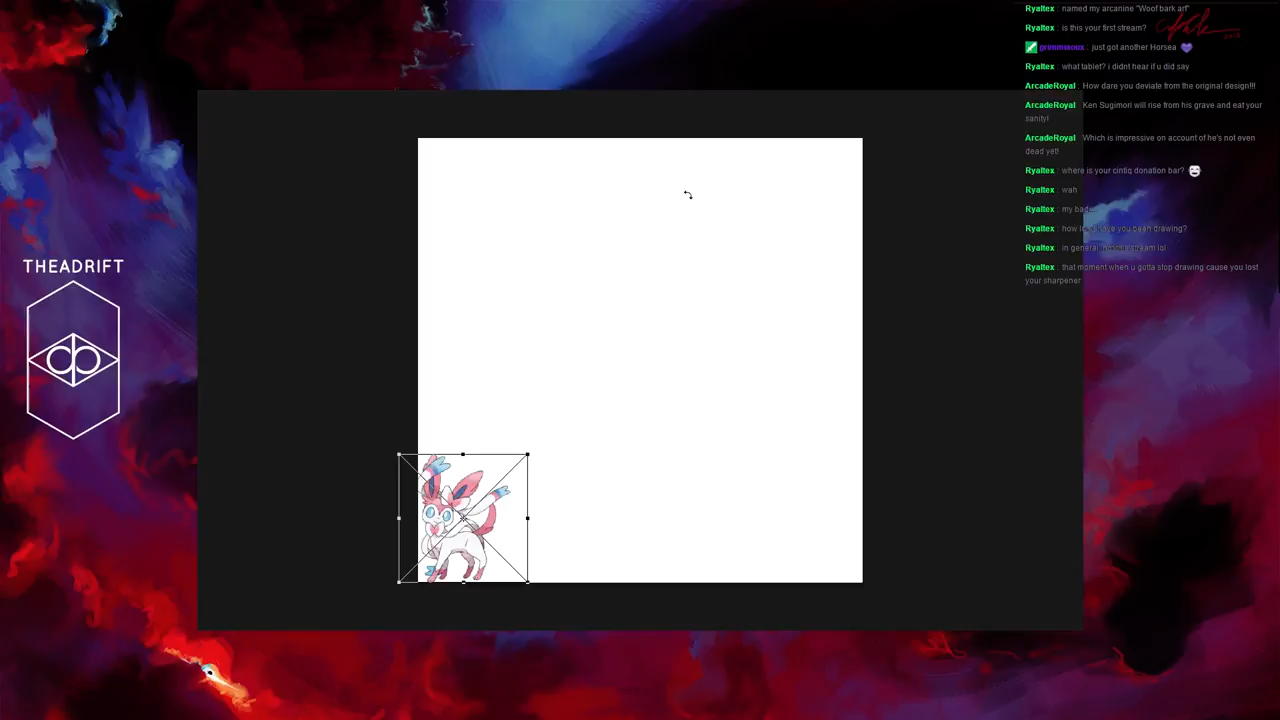 Ryaltex : named my arcanine "Woof bark arf"
Ryaltex : is this your first stream?
grimmwoux : just got another Horsea
Ryaltex : what tablet? i didnt hear if u did say
ArcadeRoyal : How dare you deviate from the original design!!!
ArcadeRoyal : Ken Sugimori will rise from his grave and eat your
sanity!
ArcadeRoyal : Which is impressive on account of he's not even
dead yet!
Ryaltex : where is your cintiq donation bar?
Ryaltex : wah
Ryaltex : my bad
Ryaltex : how long have you been drawing?
Ryaltex : in general, not on stream lol
Ryaltex : that moment when u gotta stop drawing cause you lost
your sharpener
THEADRIFT